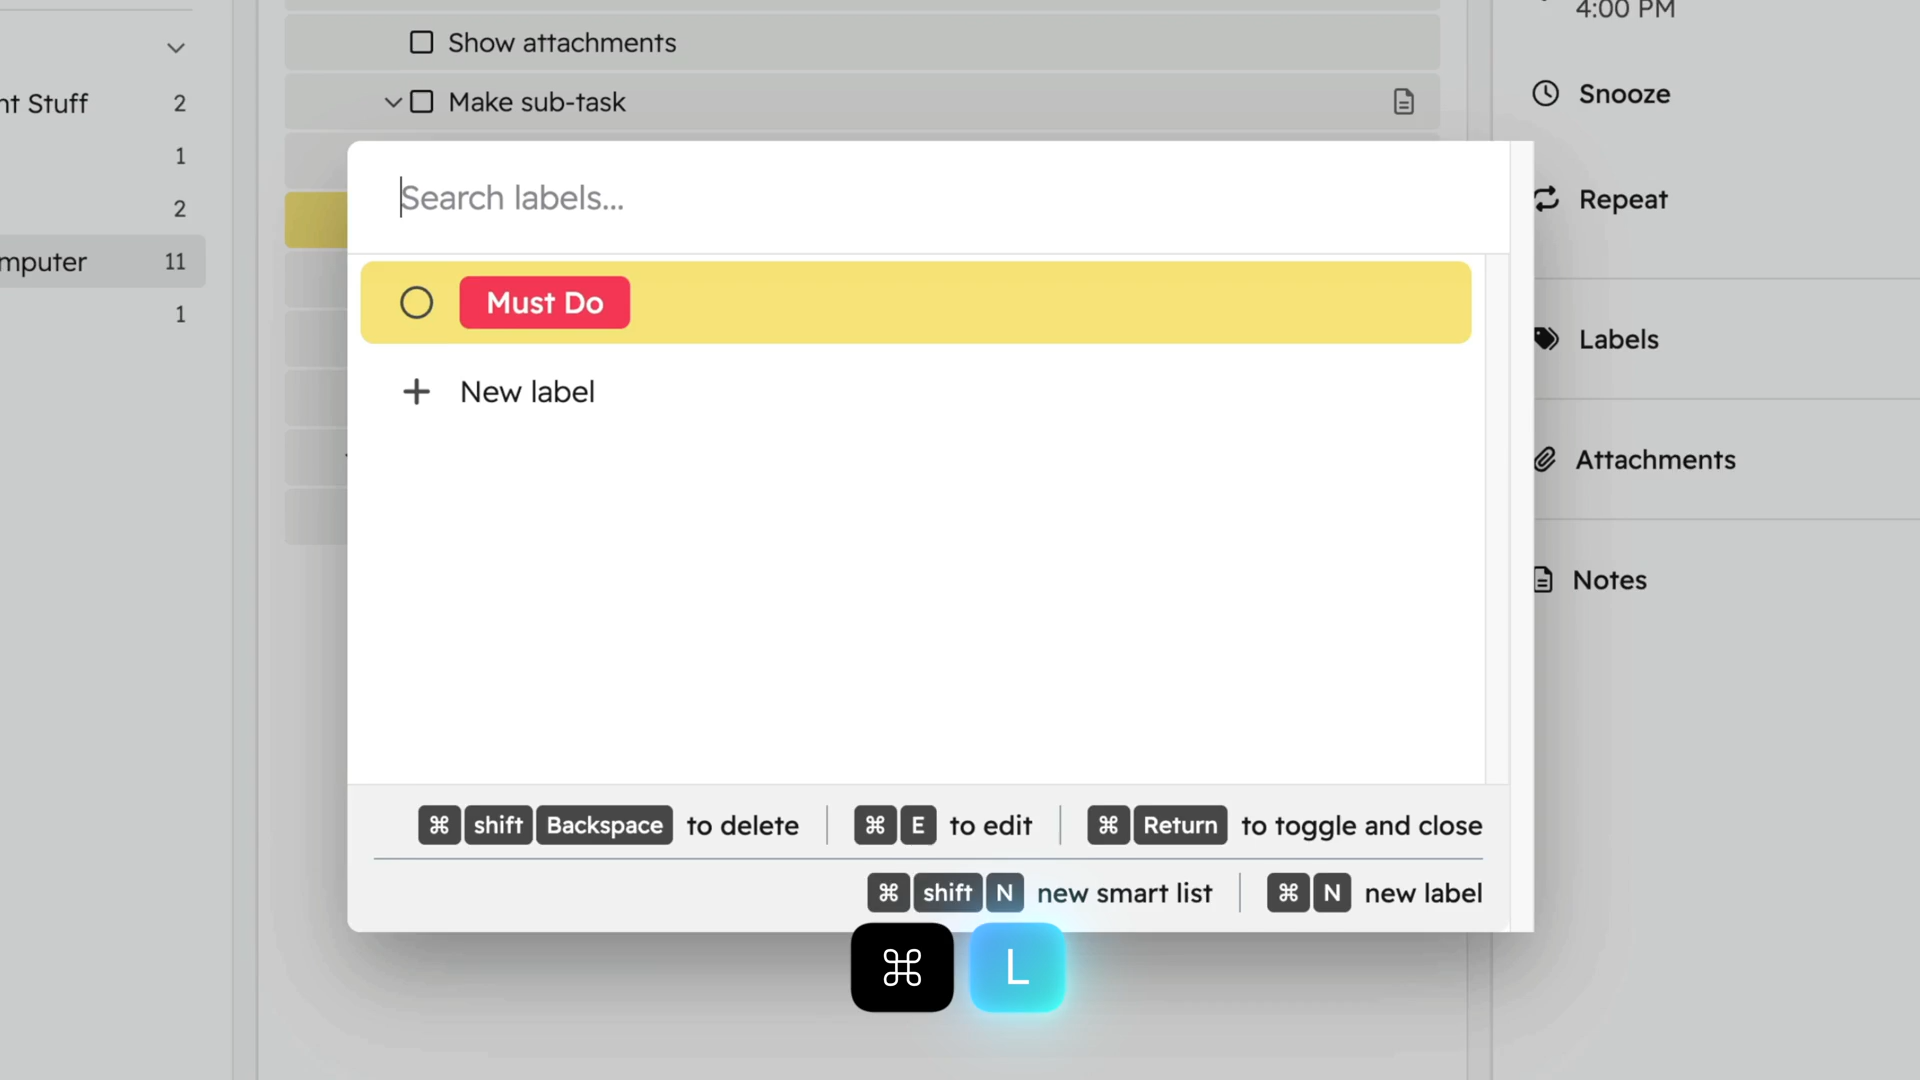 4:00 PM
Show attachments
nt Stuff 2
Make sub-task
Snooze
1
Search labels...
Repeat
2
mputer 11
Must Do
1
Labels
+ New label
Attachments
Notes
⌘ shift Backspace to delete | ⌘ E to edit | ⌘ Return to toggle and close
⌘ shift N new smart list | ⌘ N new label
⌘ L